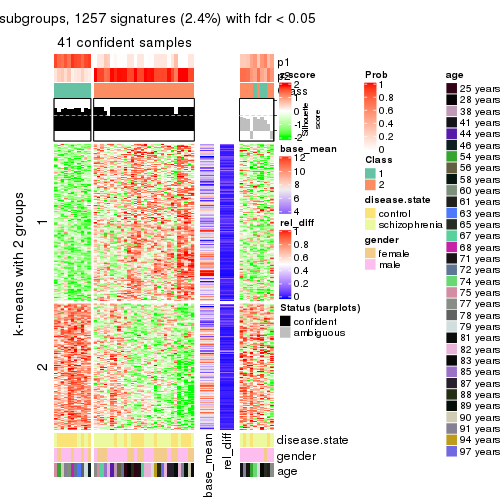 subgroups, 1257 signatures (2.4%) with fdr < 0.05
41 confident samples
p1
p2
Class
Silhouette
score
k-means with 2 groups
1
2
z-score
2
1
0
-1
-2
base_mean
12
10
8
6
4
rel_diff
1
0.8
0.6
0.4
0.2
0
Status (barplots)
confident
ambiguous
Prob
1
0.8
0.6
0.4
0.2
0
Class
1
2
disease.state
control
schizophrenia
gender
female
male
age
25 years
28 years
38 years
41 years
44 years
46 years
54 years
56 years
58 years
60 years
61 years
63 years
65 years
67 years
68 years
71 years
72 years
74 years
75 years
77 years
78 years
79 years
81 years
82 years
83 years
85 years
87 years
88 years
89 years
90 years
91 years
94 years
97 years
disease.state
gender
age
base_mean
rel_diff